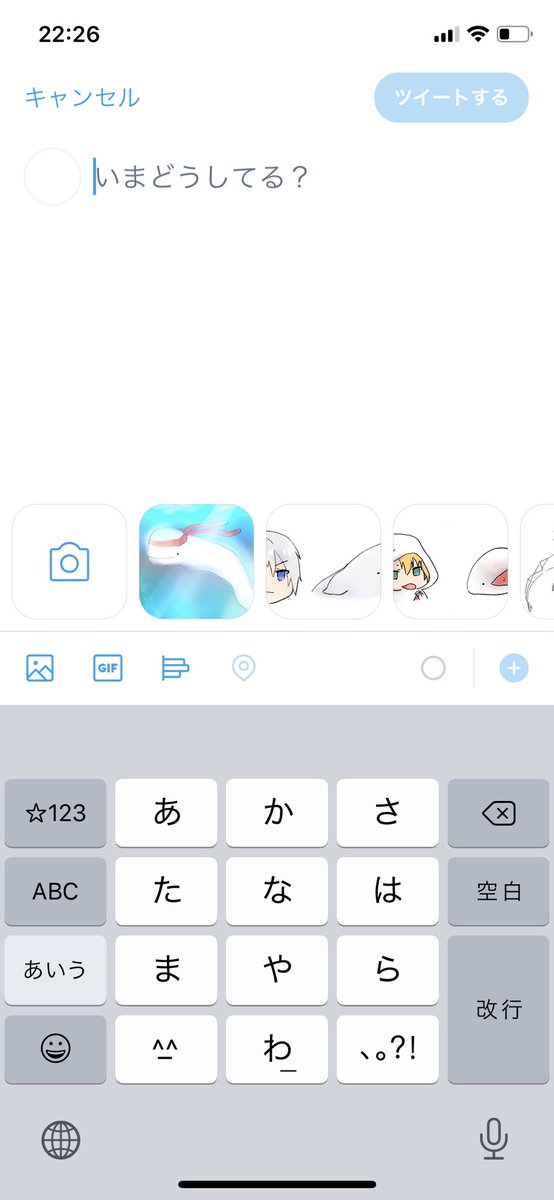 22:26
キャンセル
ツイートする
いまどうしてる？
GIF
☆123
あ
か
さ
ABC
た
な
は
空白
あいう
ま
や
ら
改行
^^
わ_
、。?!